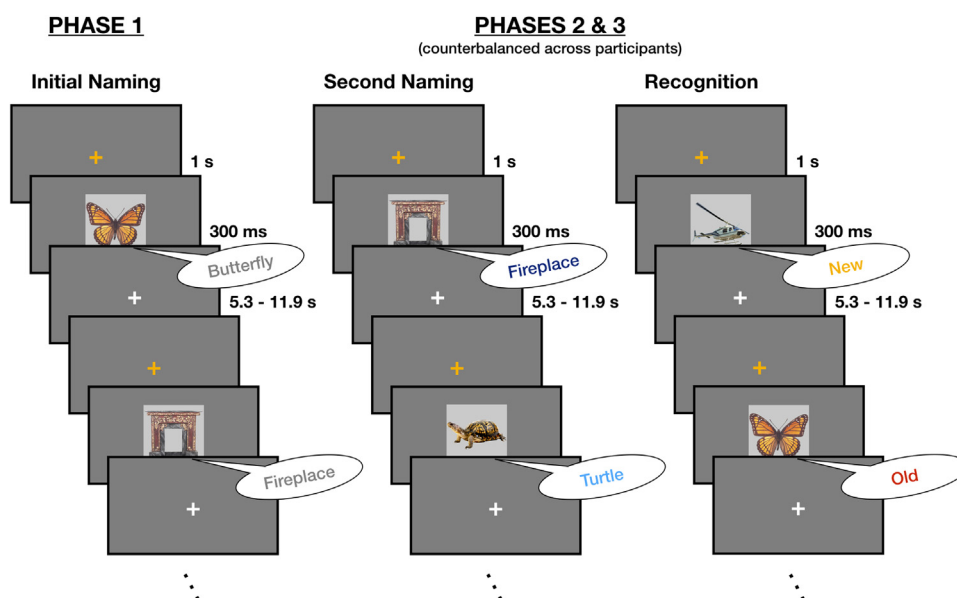 PHASE 1
PHASES 2 & 3
(counterbalanced across participants)
Initial Naming
Second Naming
Recognition
1 s
300 ms
Butterfly
5.3 - 11.9 s
Fireplace
1 s
300 ms
Fireplace
5.3 - 11.9 s
Turtle
1 s
300 ms
New
5.3 - 11.9 s
Old